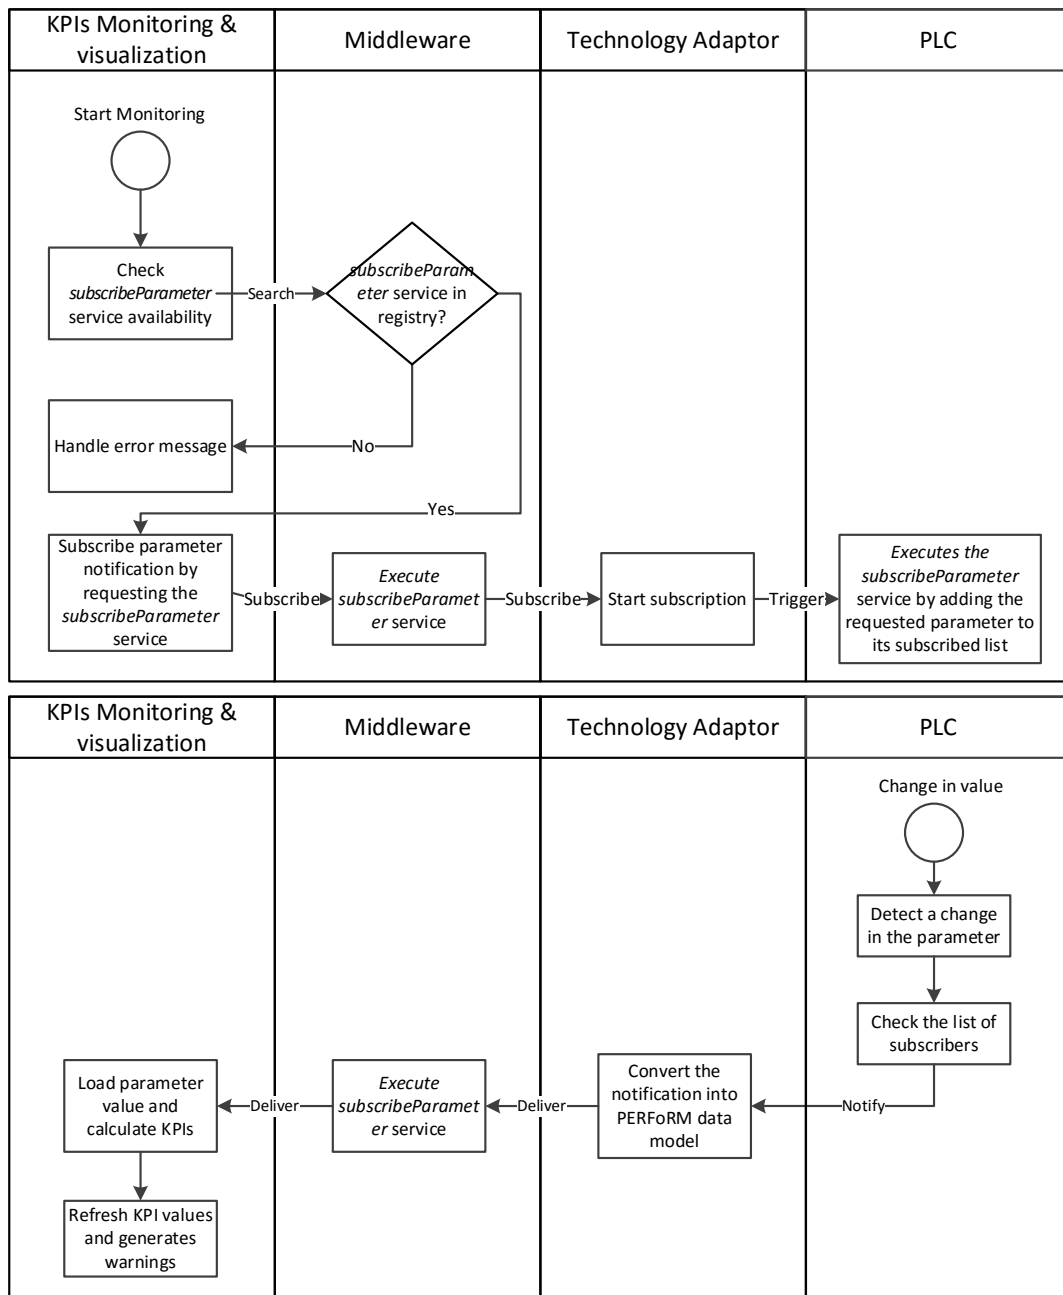 KPIs Monitoring &
visualization
Middleware
Technology Adaptor
PLC
Start Monitoring
Check
subscribeParameter
service availability
Search
subscribeParam
eter service in
registry?
Handle error message
No
Yes
Subscribe parameter
notification by
requesting the
subscribeParameter
service
Subscribe
Execute
subscribeParamet
er service
Subscribe
Start subscription
Trigger
Executes the
subscribeParameter
service by adding the
requested parameter to
its subscribed list
KPIs Monitoring &
visualization
Middleware
Technology Adaptor
PLC
Change in value
Detect a change
in the parameter
Check the list of
subscribers
Notify
Convert the
notification into
PERFoRM data
model
Deliver
Execute
subscribeParamet
er service
Deliver
Load parameter
value and
calculate KPIs
Refresh KPI values
and generates
warnings